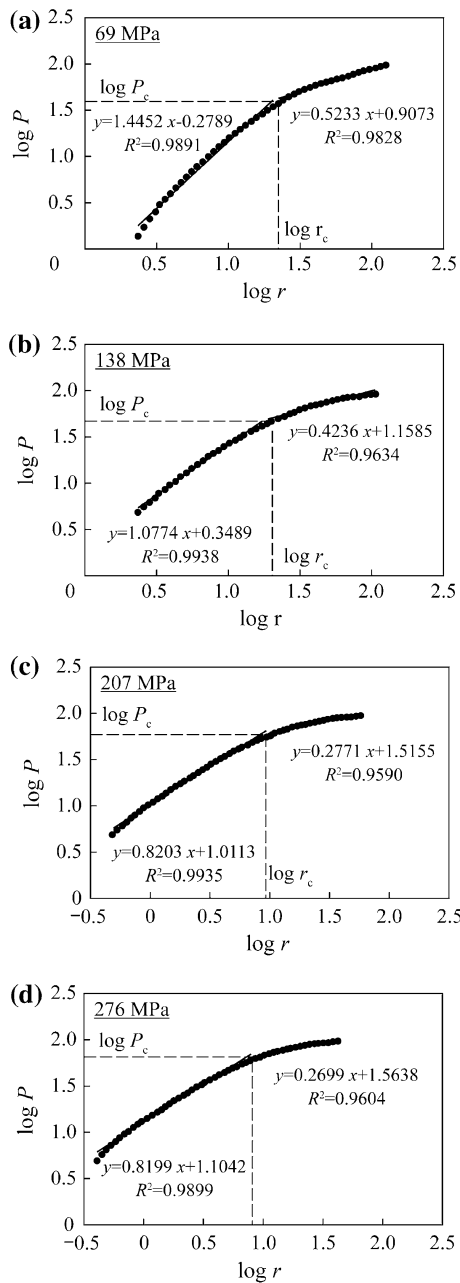 (a)
69 MPa
2.5
2.0
log Pc
1.5
y=1.4452 x-0.2789
R²=0.9891
y=0.5233 x+0.9073
R²=0.9828
1.0
0.5
log rc
log P
0 0.5 1.0 1.5 2.0 2.5
log r
(b)
138 MPa
2.5
2.0
log Pc
1.5
y=0.4236 x+1.1585
R²=0.9634
1.0
0.5
y=1.0774 x+0.3489
R²=0.9938
log rc
log P
0 0.5 1.0 1.5 2.0 2.5
log r
(c)
207 MPa
2.5
2.0
log Pc
1.5
y=0.2771 x+1.5155
R²=0.9590
1.0
0.5
y=0.8203 x+1.0113
R²=0.9935
log rc
log P
0
−0.5 0 0.5 1.0 1.5 2.0 2.5
log r
(d)
276 MPa
2.5
2.0
log Pc
1.5
y=0.2699 x+1.5638
R²=0.9604
1.0
0.5
y=0.8199 x+1.1042
R²=0.9899
log P
0
−0.5 0 0.5 1.0 1.5 2.0 2.5
log r